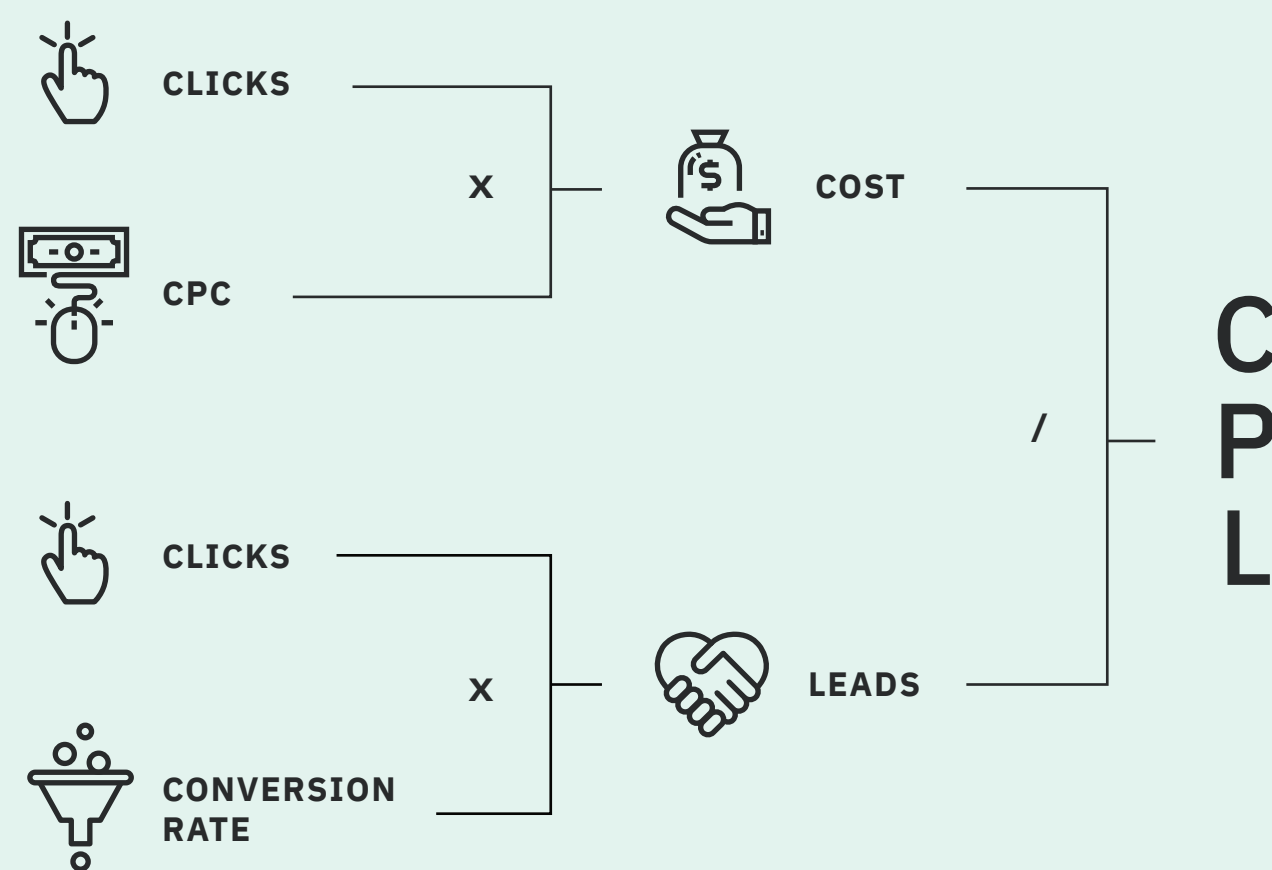 CLICKS
X
CPC
$
COST
/
CLICKS
X
CONVERSION
RATE
LEADS
C
P
L